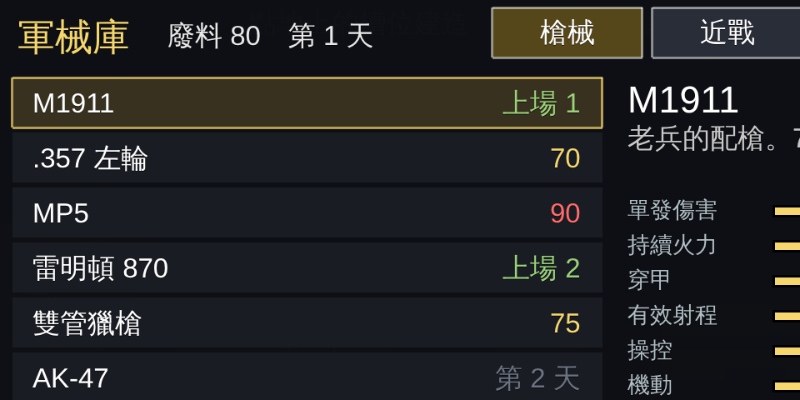 軍械庫 廢料 80 第 1 天 槍械 近戰
M1911 上場 1
.357 左輪 70
MP5 90
雷明頓 870 上場 2
雙管獵槍 75
AK-47 第 2 天
M1911
老兵的配槍。
單發傷害
持續火力
穿甲
有效射程
操控
機動